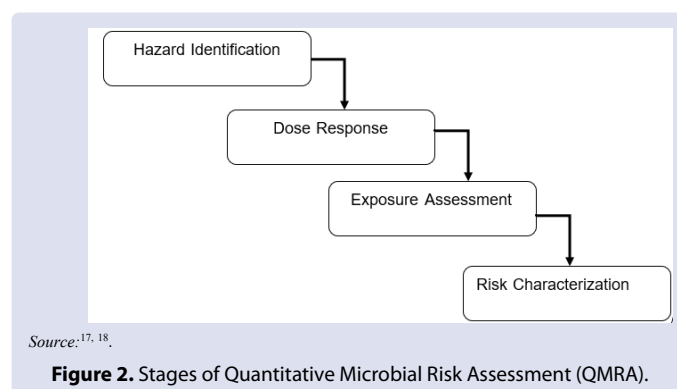 Hazard Identification
Dose Response
Exposure Assessment
Risk Characterization
Source:17, 18.
Figure 2. Stages of Quantitative Microbial Risk Assessment (QMRA).